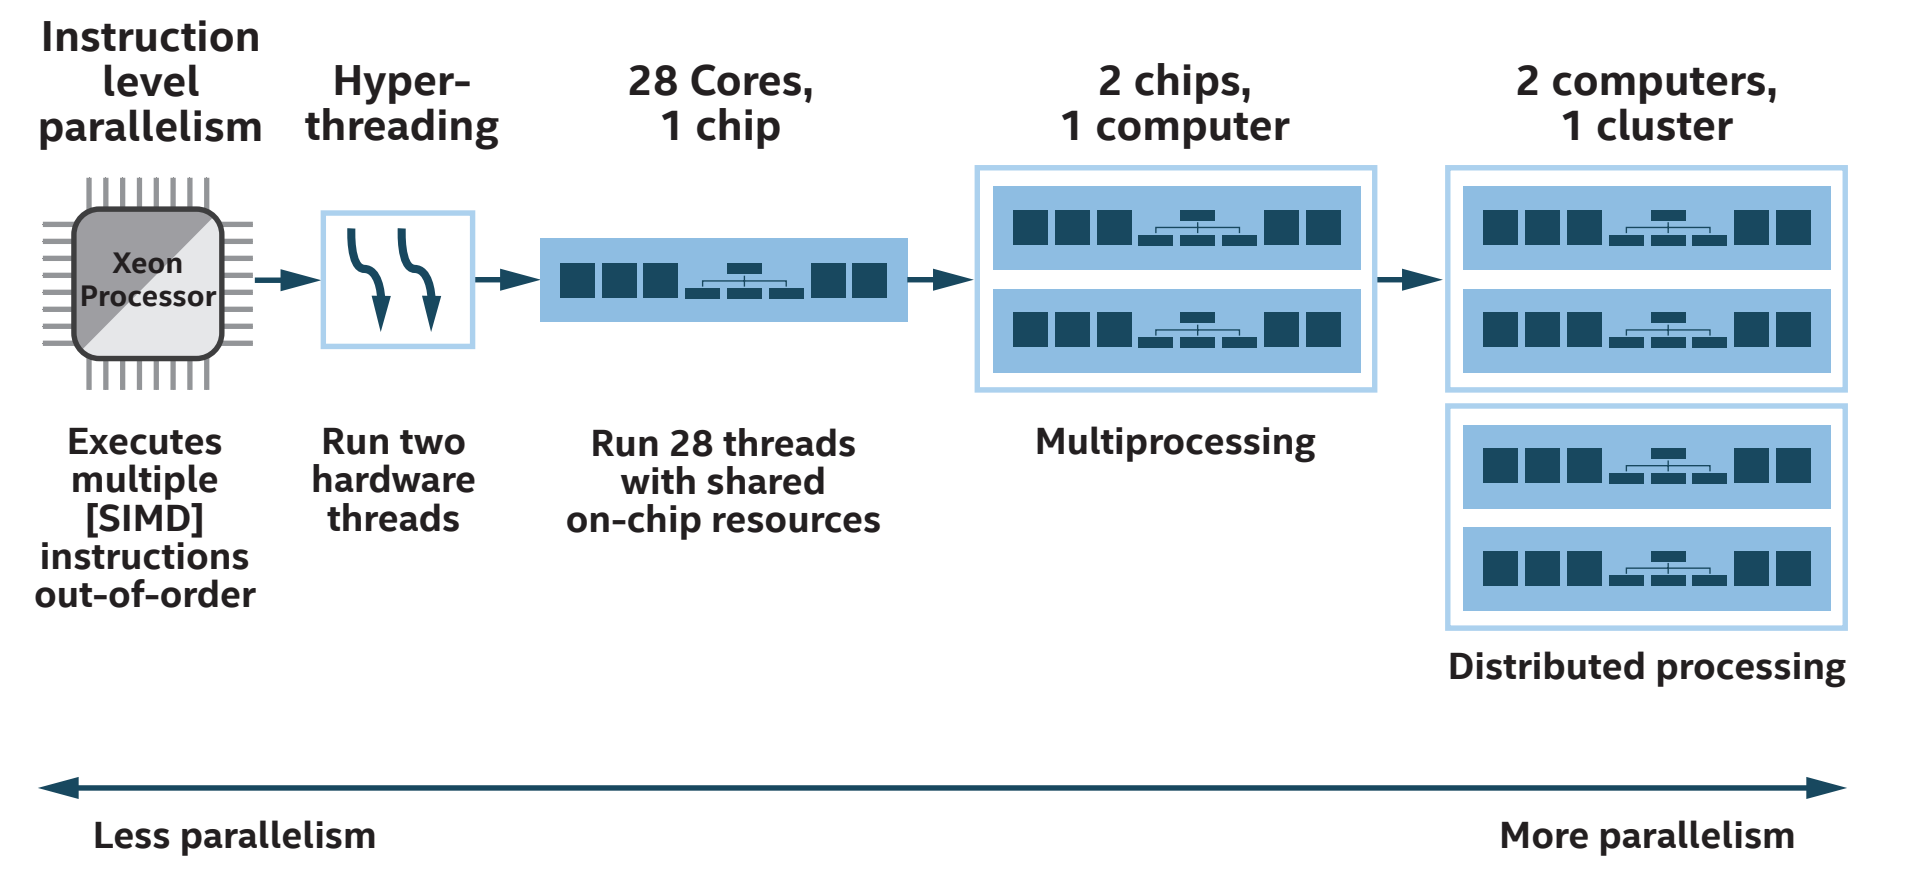 Instruction
level
parallelism
Hyper-
threading
28 Cores,
1 chip
2 chips,
1 computer
2 computers,
1 cluster
Xeon
Processor
Executes
multiple
[SIMD]
instructions
out-of-order
Run two
hardware
threads
Run 28 threads
with shared
on-chip resources
Multiprocessing
Distributed processing
Less parallelism
More parallelism